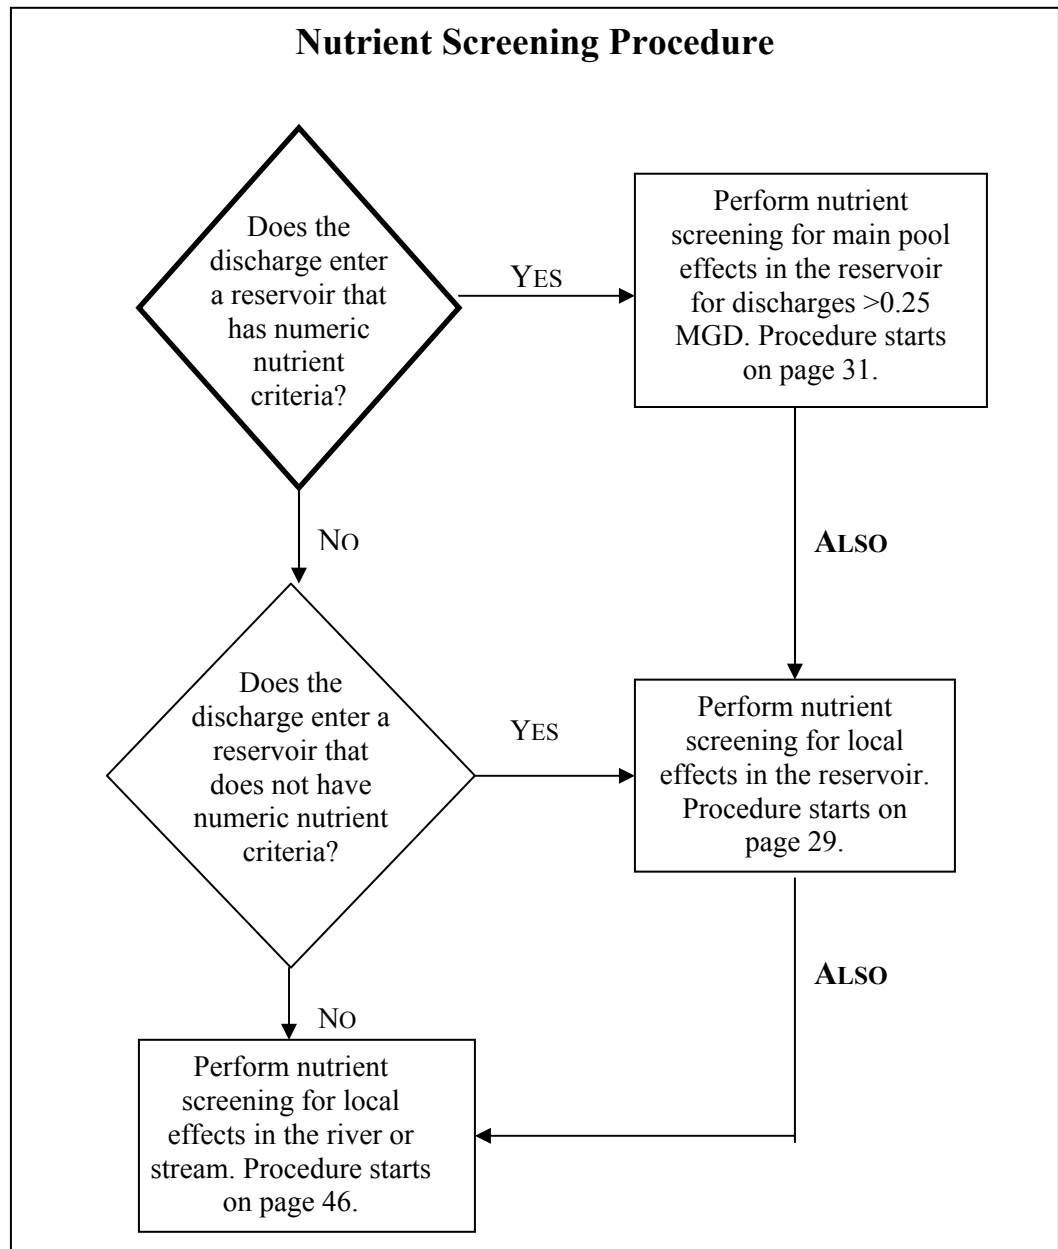 Nutrient Screening Procedure
Does the
discharge enter
a reservoir that
has numeric
nutrient
criteria?
YES
Perform nutrient
screening for main pool
effects in the reservoir
for discharges >0.25
MGD. Procedure starts
on page 31.
NO
ALSO
Does the
discharge enter a
reservoir that
does not have
numeric nutrient
criteria?
YES
Perform nutrient
screening for local
effects in the reservoir.
Procedure starts on
page 29.
ALSO
NO
Perform nutrient
screening for local
effects in the river or
stream. Procedure starts
on page 46.